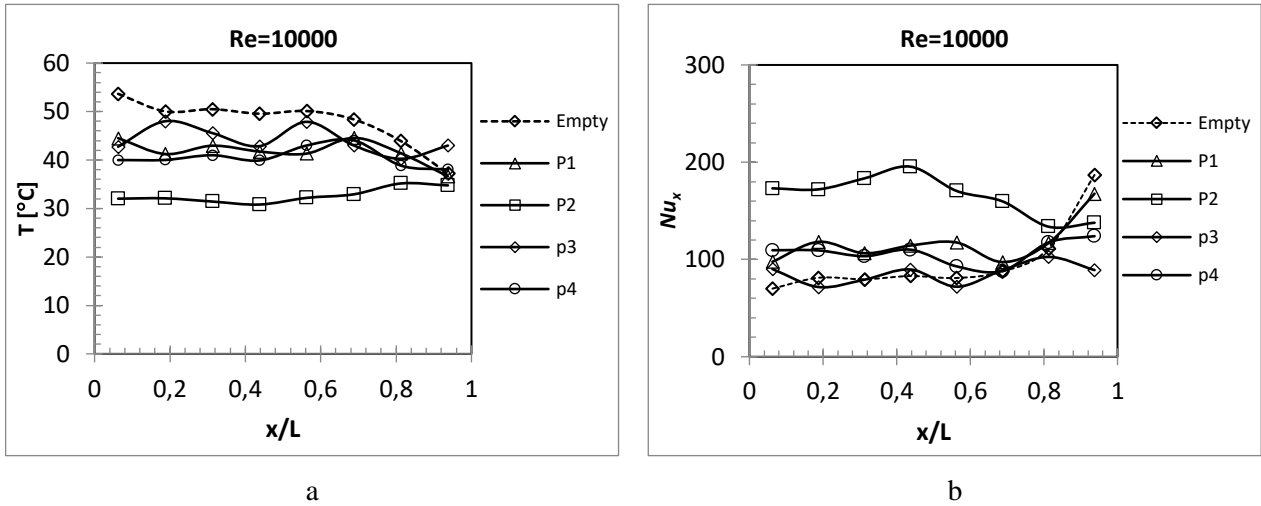 Re=10000
60
50
40
30
20
10
0
T [°C]
0 0,2 0,4 0,6 0,8 1
x/L
Empty
P1
P2
p3
p4
a
Re=10000
300
200
100
0
Nux
0 0,2 0,4 0,6 0,8 1
x/L
Empty
P1
P2
p3
p4
b